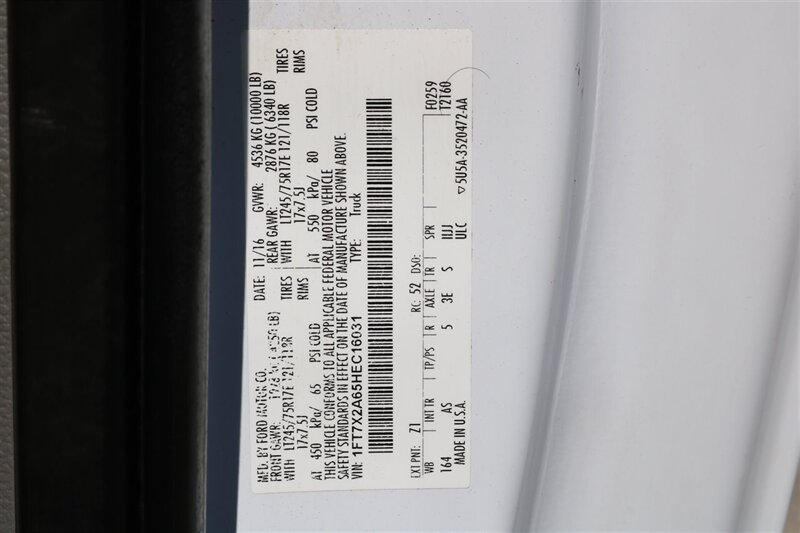 MFD. BY FORD MOTOR CO. DATE: 11/16 GVWR: 4536 KG (10000 LB)
FRONT GAWR: LB) REAR GAWR: 2876 KG ( 6340 LB)
WITH LT245/75R17E 121/118R TIRES WITH LT245/75R17E 121/118R TIRES
17x7.5J RIMS 17x7.5J RIMS
AT 450 kPa/ 65 PSI COLD AT 550 kPa/ 80 PSI COLD
THIS VEHICLE CONFORMS TO ALL APPLICABLE FEDERAL MOTOR VEHICLE
SAFETY STANDARDS IN EFFECT ON THE DATE OF MANUFACTURE SHOWN ABOVE.
VIN: 1FT7X2A65HEC16031 TYPE: Truck
F0259
EXT PNT: Z1 RC: 52 DSO: T2160
WB INT TR TP/PS R AXLE TR SPR
164 AS 5 3E S IIJJ
MADE IN U.S.A. ULC ▽5U5A-3520472-AA